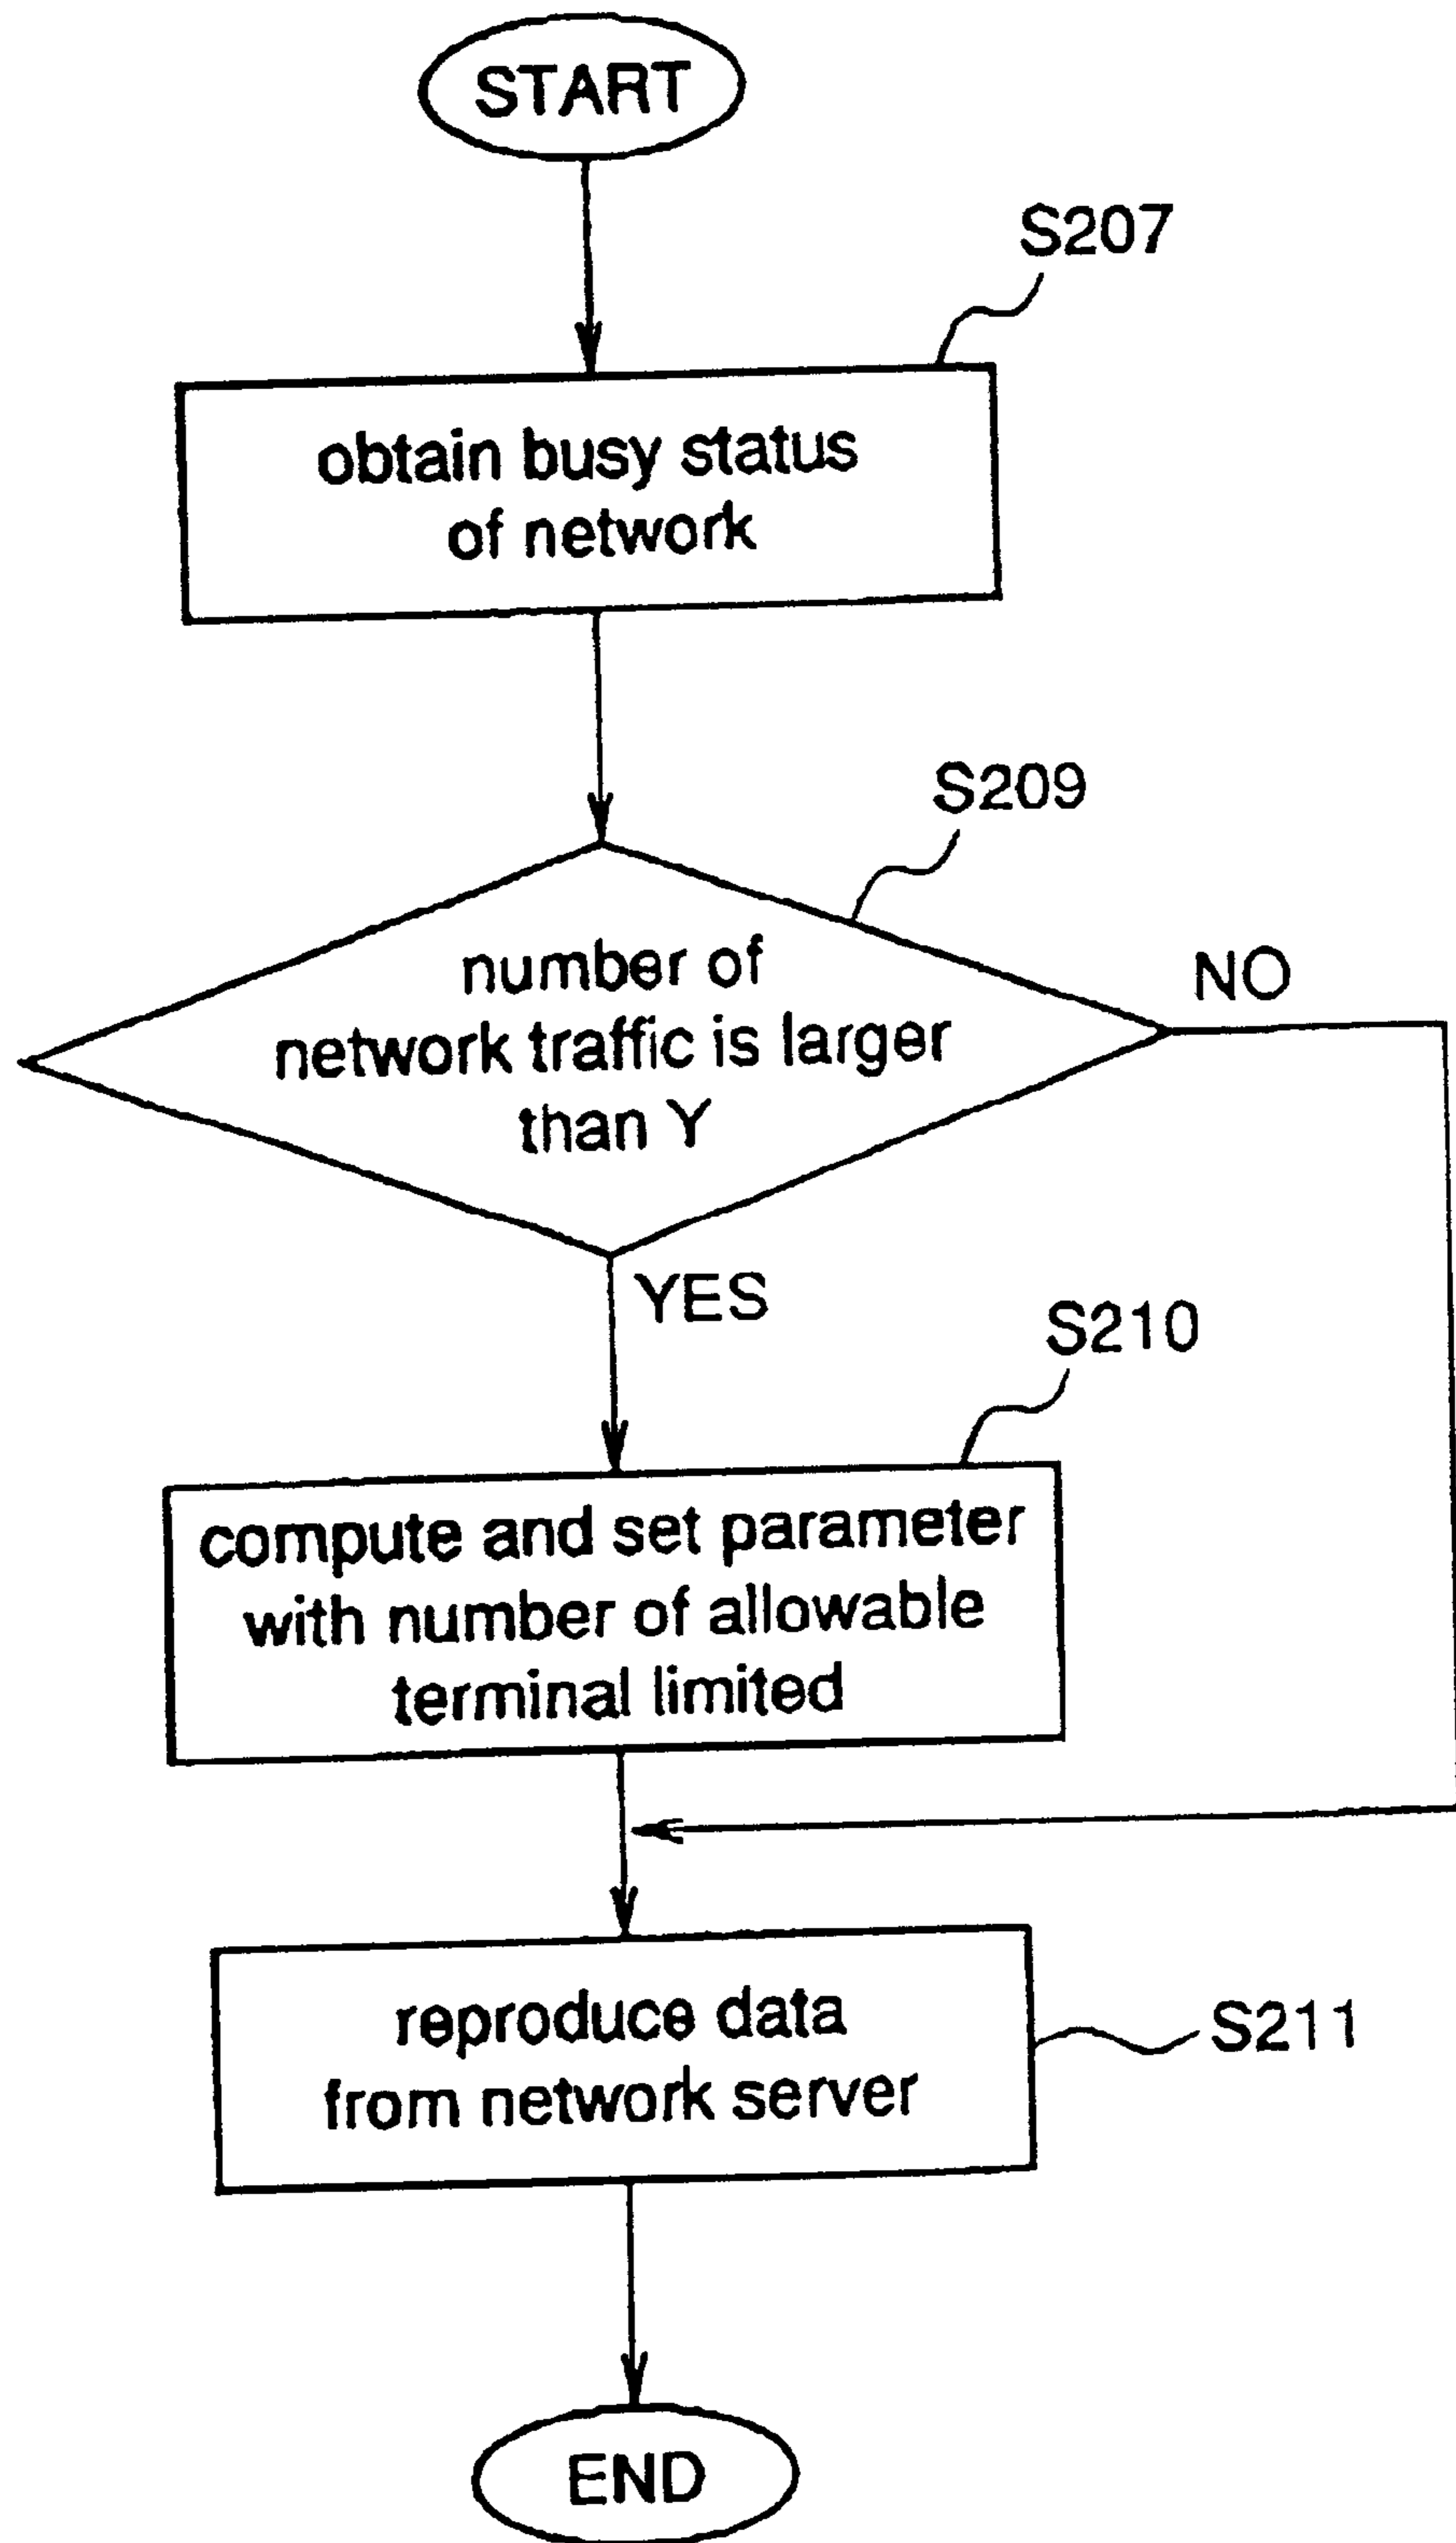 START
S207
obtain busy status
of network
S209
number of
network traffic is larger
than Y
NO
YES
S210
compute and set parameter
with number of allowable
terminal limited
reproduce data
from network server
S211
END